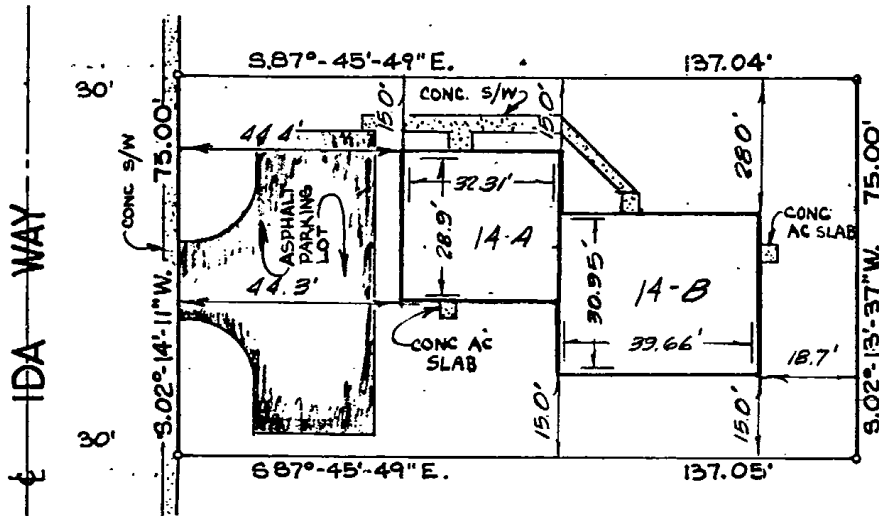 S.87°-45'-49"E.
137.04'
30'
CONC. S/W
15.0'
15.0'
44.4'
CONC S/W
75.00'
S.02°-14'-11"W.
ASPHALT
PARKING
LOT
32.31'
28.9'
14-A
28.0'
75.00'
CONC
AC SLAB
S.02°-13'-37"W.
IDA WAY
℄
44.3'
30.95'
14-B
39.66'
CONC AC
SLAB
18.7'
15.0'
15.0'
30'
S87°-45'-49"E.
137.05'